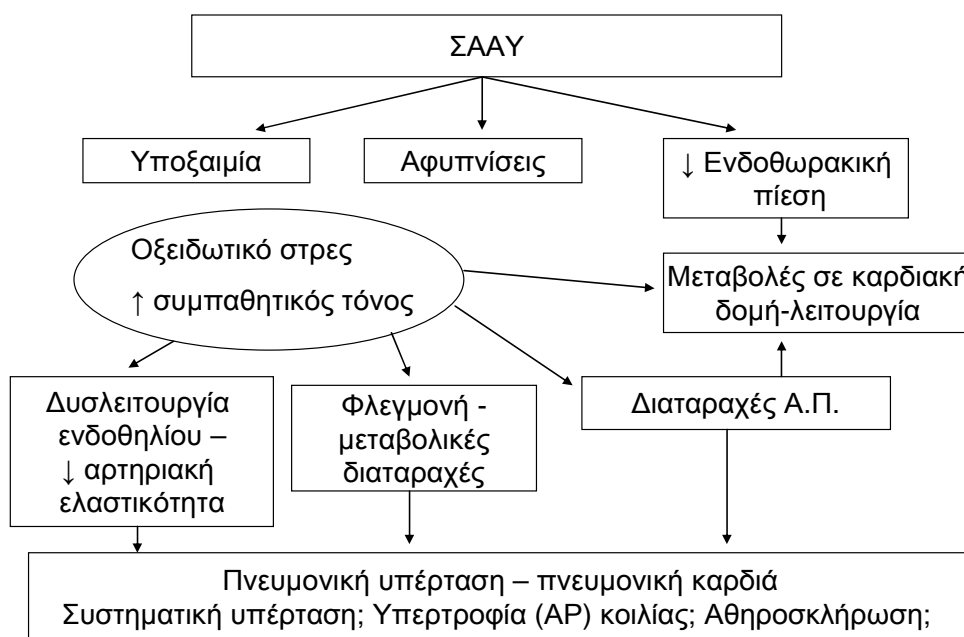 ΣΑΑΥ
Υποξαιμία
Αφυπνίσεις
↓ Ενδοθωρακική
πίεση
Οξειδωτικό στρες
↑ συμπαθητικός τόνος
Μεταβολές σε καρδιακή
δομή-λειτουργία
Δυσλειτουργία
ενδοθηλίου –
↓ αρτηριακή
ελαστικότητα
Φλεγμονή -
μεταβολικές
διαταραχές
Διαταραχές Α.Π.
Πνευμονική υπέρταση – πνευμονική καρδιά
Συστηματική υπέρταση; Υπερτροφία (ΑΡ) κοιλίας; Αθηροσκλήρωση;